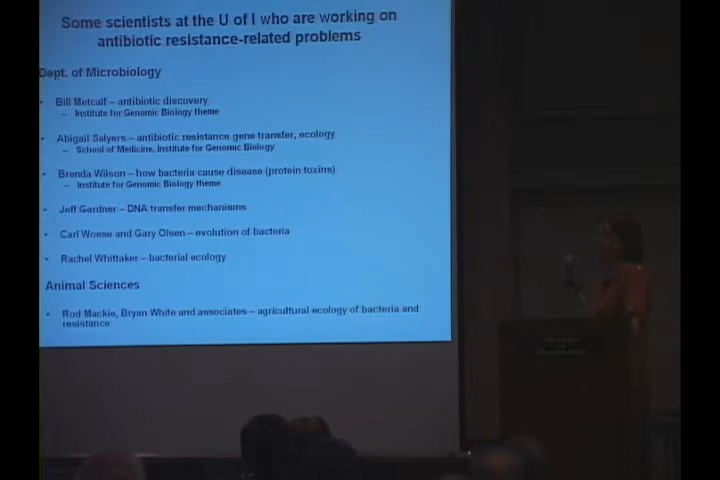 Some scientists at the U of I who are working on
antibiotic resistance-related problems
Dept. of Microbiology
• Bill Metcalf – antibiotic discovery
– Institute for Genomic Biology theme
• Abigail Salyers – antibiotic resistance gene transfer, ecology
– School of Medicine, Institute for Genomic Biology
• Brenda Wilson – how bacteria cause disease (protein toxins)
– Institute for Genomic Biology theme
• Jeff Gardner – DNA transfer mechanisms
• Carl Woese and Gary Olsen – evolution of bacteria
• Rachel Whittaker – bacterial ecology
Animal Sciences
• Rod Mackie, Bryan White and associates – agricultural ecology of bacteria and
resistance